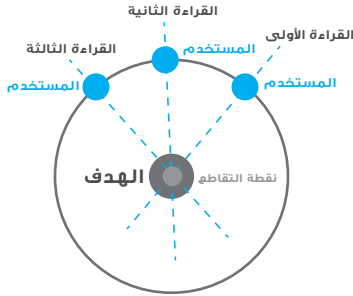 القراءة الثانية
القراءة الأولى
القراءة الثالثة
المستخدم
المستخدم
المستخدم
الهدف
نقطة التقاطع